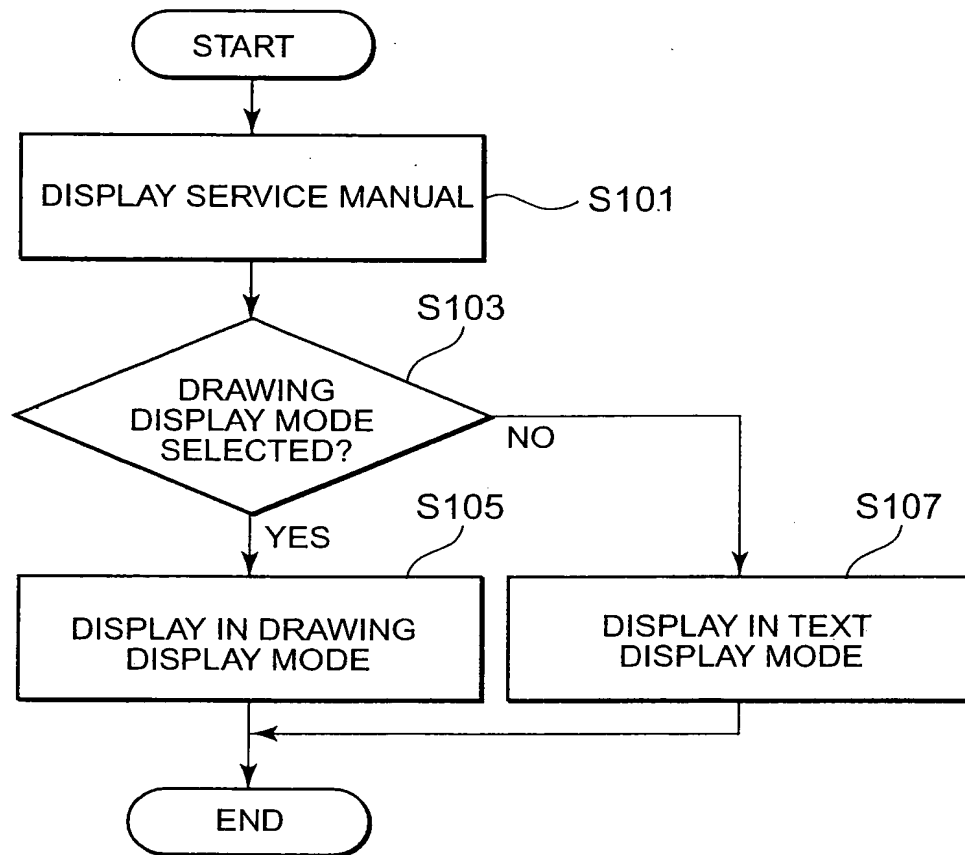 START
DISPLAY SERVICE MANUAL
S101
S103
DRAWING
DISPLAY MODE
SELECTED?
NO
YES
S105
S107
DISPLAY IN DRAWING
DISPLAY MODE
DISPLAY IN TEXT
DISPLAY MODE
END